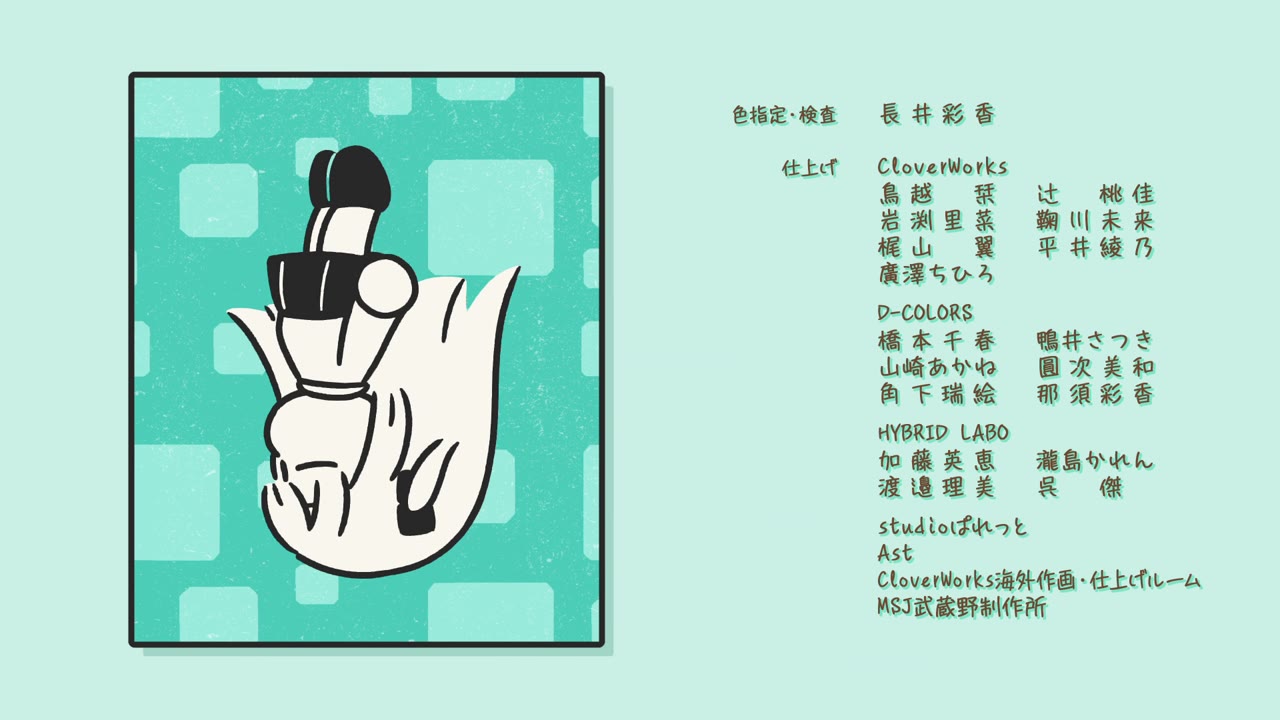 色指定・検査 長井彩香
仕上げ CloverWorks
鳥越 栞 辻 桃佳
岩渕里菜 鞠川未来
梶山 翼 平井綾乃
廣澤ちひろ
D-COLORS
橋本千春 鴨井さつき
山崎あかね 圓次美和
角下瑞絵 那須彩香
HYBRID LABO
加藤英恵 瀧島かれん
渡邉理美 呉 傑
studioぱれっと
Ast
CloverWorks海外作画・仕上げルーム
MSJ武蔵野制作所